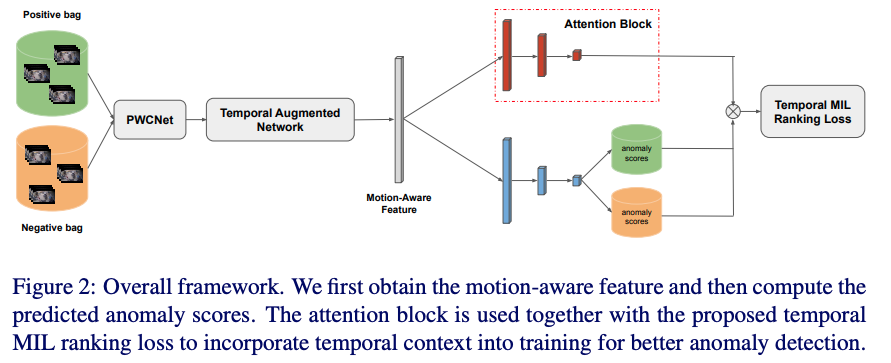 Positive bag
Attention Block
PWCNet
Temporal Augmented
Network
Temporal MIL
Ranking Loss
anomaly
scores
Motion-Aware
Feature
anomaly
scores
Negative bag
Figure 2: Overall framework. We first obtain the motion-aware feature and then compute the
predicted anomaly scores. The attention block is used together with the proposed temporal
MIL ranking loss to incorporate temporal context into training for better anomaly detection.